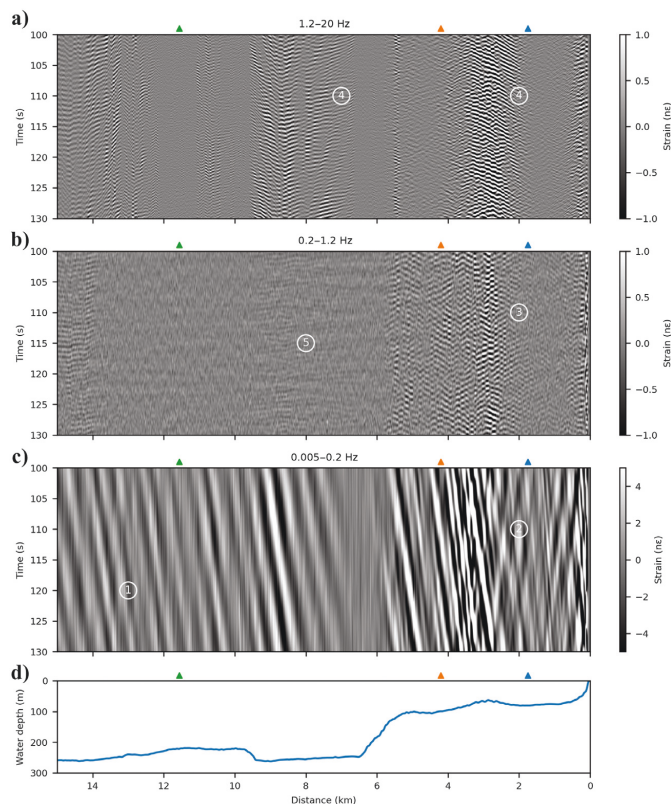 a)
1.2–20 Hz
100
105
110
115
120
125
130
Time (s)
4
4
1.0
0.5
0.0
−0.5
−1.0
Strain (nε)
b)
0.2–1.2 Hz
100
105
110
115
120
125
130
Time (s)
3
5
1.0
0.5
0.0
−0.5
−1.0
Strain (nε)
c)
0.005–0.2 Hz
100
105
110
115
120
125
130
Time (s)
2
1
4
2
0
−2
−4
Strain (nε)
d)
0
100
200
300
Water depth (m)
14 12 10 8 6 4 2 0
Distance (km)